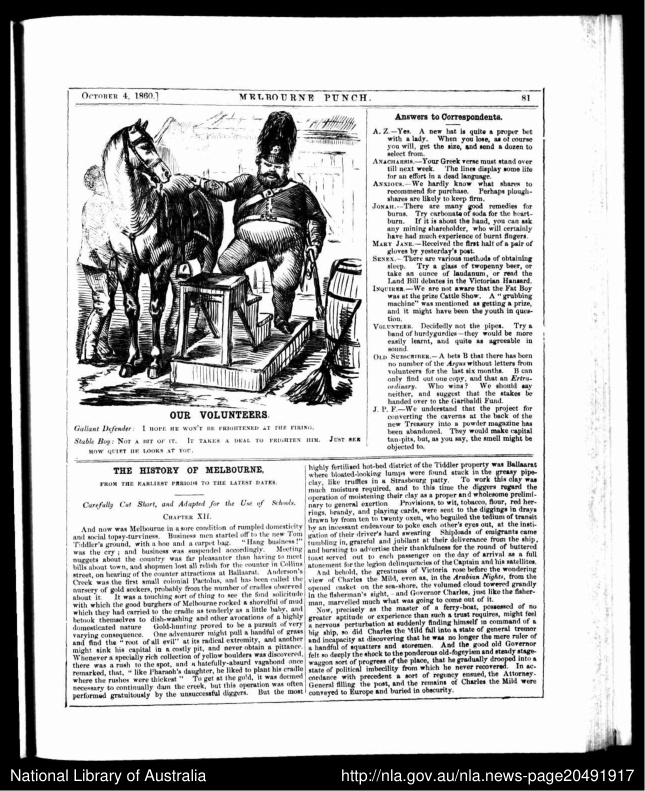 OCTOBER 4, 1860.]
MELBOURNE PUNCH.
81
OUR VOLUNTEERS.
Gallant Defender: I HOPE HE WON'T BE FRIGHTENED AT THE FIRING.
Stable Boy: NOT A BIT OF IT. IT TAKES A DEAL TO FRIGHTEN HIM. JUST SEE
HOW QUIET HE LOOKS AT YOU.
Answers to Correspondents.
A. Z.—Yes. A new hat is quite a proper bet
with a lady. When you lose, as of course
you will, get the size, and send a dozen to
select from.
ANACHARSIS.—Your Greek verse must stand over
till next week. The lines display some life
for an effort in a dead language.
ANXIOUS.—We hardly know what shares to
recommend for purchase. Perhaps plough-
shares are likely to keep firm.
JONAH.—There are many good remedies for
burns. Try carbonate of soda for the heart-
burn. If it is about the hand, you can ask
any mining shareholder, who will certainly
have had much experience of burnt fingers.
MARY JANE.—Received the first half of a pair of
gloves by yesterday's post.
SENEX.—There are various methods of obtaining
sleep. Try a glass of twopenny beer, or
take an ounce of laudanum, or read the
Land Bill debates in the Victorian Hansard.
INQUIRER.—We are not aware that the Fat Boy
was at the prize Cattle Show. A "grubbing
machine" was mentioned as getting a prize,
and it might have been the youth in ques-
tion.
VOLUNTEER. Decidedly not the pipes. Try a
band of hurdygurdies—they would be more
easily learnt, and quite as agreeable in
sound.
OLD SUBSCRIBER.—A bets B that there has been
no number of the Argus without letters from
volunteers for the last six months. B can
only find out one copy, and that an Extra-
ordinary. Who wins? We should say
neither, and suggest that the stakes be
handed over to the Garibaldi Fund.
J. P. F.—We understand that the project for
converting the caverns at the back of the
new Treasury into a powder magazine has
been abandoned. They would make capital
tan-pits, but, as you say, the smell might be
objected to.
THE HISTORY OF MELBOURNE,
FROM THE EARLIEST PERIODS TO THE LATEST DATES.
Carefully Cut Short, and Adapted for the Use of Schools.
CHAPTER XII.
And now was Melbourne in a sore condition of rumpled domesticity
and social topsy-turviness. Business men started off to the new Tom
Tiddler's ground, with a hoe and a carpet bag. "Hang business!"
was the cry; and business was suspended accordingly. Meeting
nuggets about the country was far pleasanter than having to meet
bills about town, and shopmen lost all relish for the counter in Collins
street, on hearing of the counter attractions at Ballaarat. Anderson's
Creek was the first small colonial Pactolus, and has been called the
nursery of gold seekers, probably from the number of cradles observed
about it. It was a touching sort of thing to see the fond solicitude
with which the good burghers of Melbourne rocked a shovelful of mud
which they had carried to the cradle as tenderly as a little baby, and
betook themselves to dish-washing and other avocations of a highly
domesticated nature Gold-hunting proved to be a pursuit of very
varying consequence. One adventurer might pull a handful of grass
and find the "root of all evil" at its radical extremity, and another
might sink his capital in a costly pit, and never obtain a pittance.
Whenever a specially rich collection of yellow boulders was discovered,
there was a rush to the spot, and a hatefully-absurd vagabond once
remarked, that, "like Pharaoh's daughter, he liked to plant his cradle
where the rushes were thickest" To get at the gold, it was deemed
necessary to continually dam the creek, but this operation was often
performed gratuitously by the unsuccessful diggers. But the most
highly fertilised hot-bed district of the Tiddler property was Ballaarat
where bloated-looking lumps were found stuck in the greasy pipe-
clay, like truffles in a Strasbourg patty. To work this clay was
much moisture required, and to this time the diggers regard the
operation of moistening their clay as a proper and wholesome prelimi-
nary to general exertion Provisions, to wit, tobacco, flour, red her-
rings, brandy, and playing cards, were sent to the diggings in drays
drawn by from ten to twenty oxen, who beguiled the tedium of transit
by an incessant endeavour to poke each other's eyes out, at the insti-
gation of their driver's hard swearing Shiploads of emigrants came
tumbling in, grateful and jubilant at their deliverance from the ship,
and bursting to advertise their thankfulness for the round of buttered
toast served out to each passenger on the day of arrival as a full
atonement for the legion delinquencies of the Captain and his satellites.
And behold, the greatness of Victoria rose before the wondering
view of Charles the Mild, even as, in the Arabian Nights, from the
opened casket on the sea-shore, the volumed cloud towered grandly
in the fisherman's sight, and Governor Charles, just like the fisher-
man, marvelled much what was going to come out of it.
Now, precisely as the master of a ferry-boat, possessed of no
greater aptitude or experience than such a trust requires, might feel
a nervous perturbation at suddenly finding himself in command of a
big ship, so did Charles the Mild fall into a state of general tremor
and incapacity at discovering that he was no longer the mere ruler of
a handful of squatters and storemen. And the good old Governor
felt so deeply the shock to the ponderous old-fogyism and steady stage-
waggon sort of progress of the place, that he gradually drooped into a
state of political imbecility from which he never recovered. In ac-
cordance with precedent a sort of regency ensued, the Attorney-
General filling the post, and the remains of Charles the Mild were
conveyed to Europe and buried in obscurity.
National Library of Australia
http://nla.gov.au/nla.news-page20491917